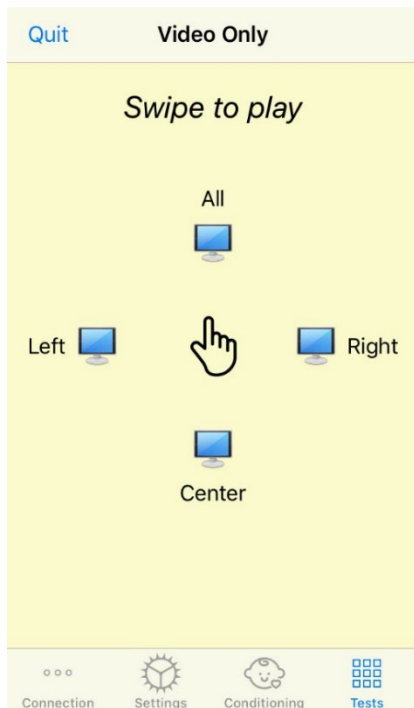 Quit Video Only
Swipe to play
All
Left Right
Center
Connection Settings Conditioning Tests